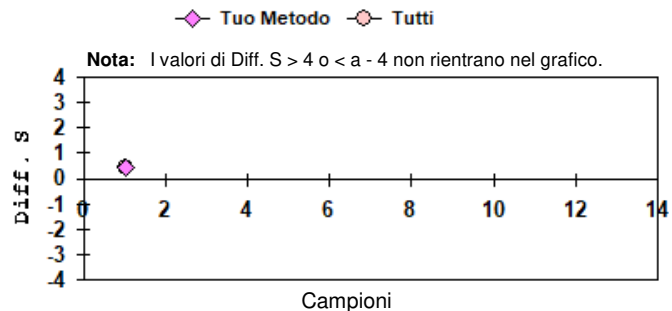 Tuo Metodo Tutti
Nota: I valori di Diff. S > 4 o < a - 4 non rientrano nel grafico.
4
3
2
1
0
-1
-2
-3
-4
Diff. S
0 2 4 6 8 10 12 14
Campioni